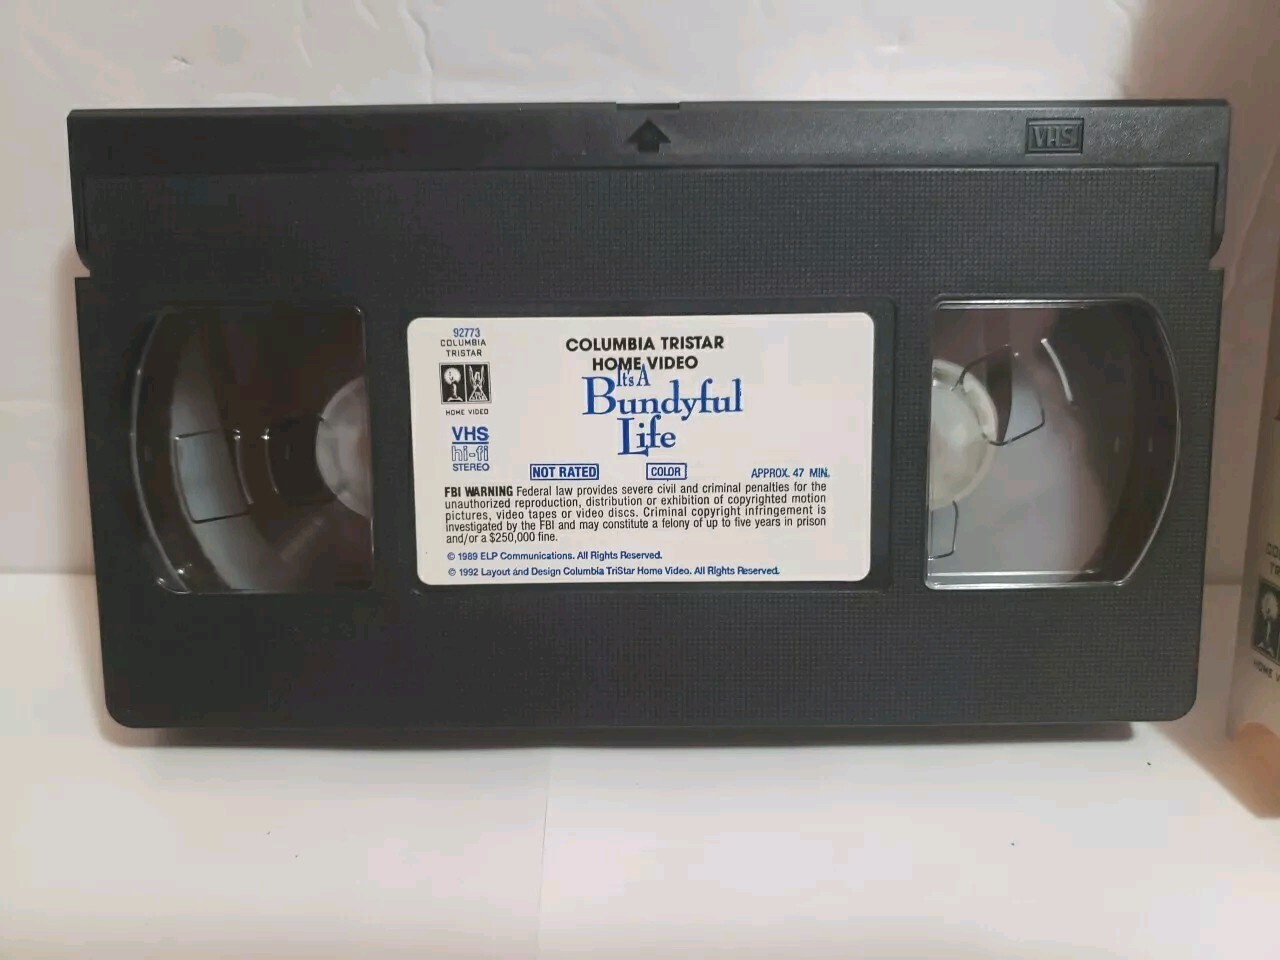 VHS
92773
COLUMBIA
TRISTAR
HOME VIDEO
VHS
hi-fi
STEREO
COLUMBIA TRISTAR
HOME VIDEO
It's A
Bundyful
Life
NOT RATED COLOR APPROX. 47 MIN.
FBI WARNING Federal law provides severe civil and criminal penalties for the
unauthorized reproduction, distribution or exhibition of copyrighted motion
pictures, video tapes or video discs. Criminal copyright infringement is
investigated by the FBI and may constitute a felony of up to five years in prison
and/or a $250,000 fine.
© 1989 ELP Communications. All Rights Reserved.
© 1992 Layout and Design Columbia TriStar Home Video. All Rights Reserved.